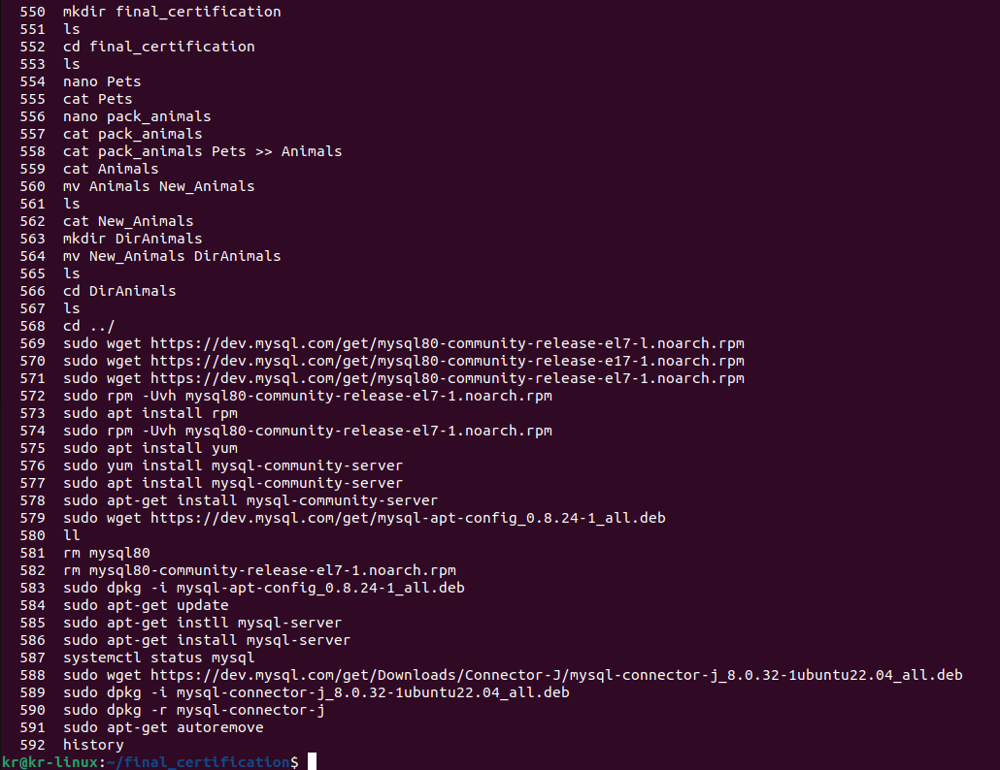 550  mkdir final_certification
551  ls
552  cd final_certification
553  ls
554  nano Pets
555  cat Pets
556  nano pack_animals
557  cat pack_animals
558  cat pack_animals Pets >> Animals
559  cat Animals
560  mv Animals New_Animals
561  ls
562  cat New_Animals
563  mkdir DirAnimals
564  mv New_Animals DirAnimals
565  ls
566  cd DirAnimals
567  ls
568  cd ../
569  sudo wget https://dev.mysql.com/get/mysql80-community-release-el7-l.noarch.rpm
570  sudo wget https://dev.mysql.com/get/mysql80-community-release-e17-1.noarch.rpm
571  sudo wget https://dev.mysql.com/get/mysql80-community-release-el7-1.noarch.rpm
572  sudo rpm -Uvh mysql80-community-release-el7-1.noarch.rpm
573  sudo apt install rpm
574  sudo rpm -Uvh mysql80-community-release-el7-1.noarch.rpm
575  sudo apt install yum
576  sudo yum install mysql-community-server
577  sudo apt install mysql-community-server
578  sudo apt-get install mysql-community-server
579  sudo wget https://dev.mysql.com/get/mysql-apt-config_0.8.24-1_all.deb
580  ll
581  rm mysql80
582  rm mysql80-community-release-el7-1.noarch.rpm
583  sudo dpkg -i mysql-apt-config_0.8.24-1_all.deb
584  sudo apt-get update
585  sudo apt-get instll mysql-server
586  sudo apt-get install mysql-server
587  systemctl status mysql
588  sudo wget https://dev.mysql.com/get/Downloads/Connector-J/mysql-connector-j_8.0.32-1ubuntu22.04_all.deb
589  sudo dpkg -i mysql-connector-j_8.0.32-1ubuntu22.04_all.deb
590  sudo dpkg -r mysql-connector-j
591  sudo apt-get autoremove
592  history
kr@kr-linux:~/final_certification$